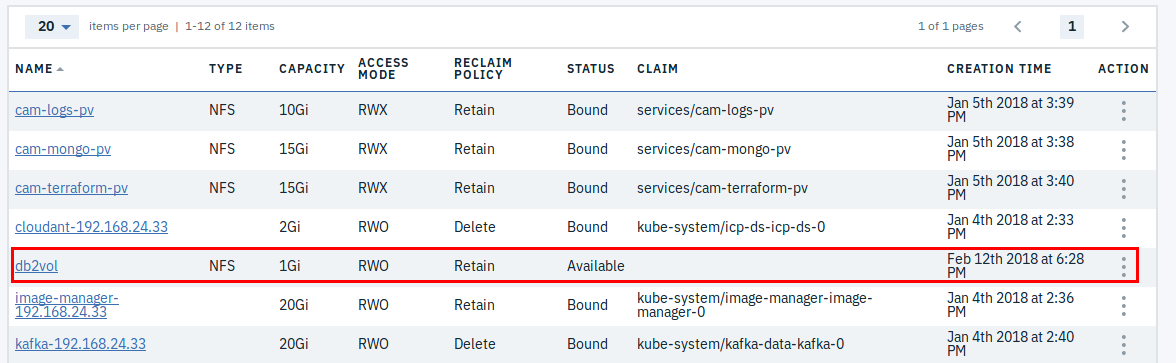 20 items per page | 1-12 of 12 items 1 of 1 pages 1
NAME TYPE CAPACITY ACCESS MODE RECLAIM POLICY STATUS CLAIM CREATION TIME ACTION
cam-logs-pv NFS 10Gi RWX Retain Bound services/cam-logs-pv Jan 5th 2018 at 3:39 PM
cam-mongo-pv NFS 15Gi RWX Retain Bound services/cam-mongo-pv Jan 5th 2018 at 3:38 PM
cam-terraform-pv NFS 15Gi RWX Retain Bound services/cam-terraform-pv Jan 5th 2018 at 3:40 PM
cloudant-192.168.24.33 2Gi RWO Delete Bound kube-system/icp-ds-icp-ds-0 Jan 4th 2018 at 2:33 PM
db2vol NFS 1Gi RWO Retain Available Feb 12th 2018 at 6:28 PM
image-manager-192.168.24.33 20Gi RWO Retain Bound kube-system/image-manager-image-manager-0 Jan 4th 2018 at 2:36 PM
kafka-192.168.24.33 20Gi RWO Delete Bound kube-system/kafka-data-kafka-0 Jan 4th 2018 at 2:40 PM